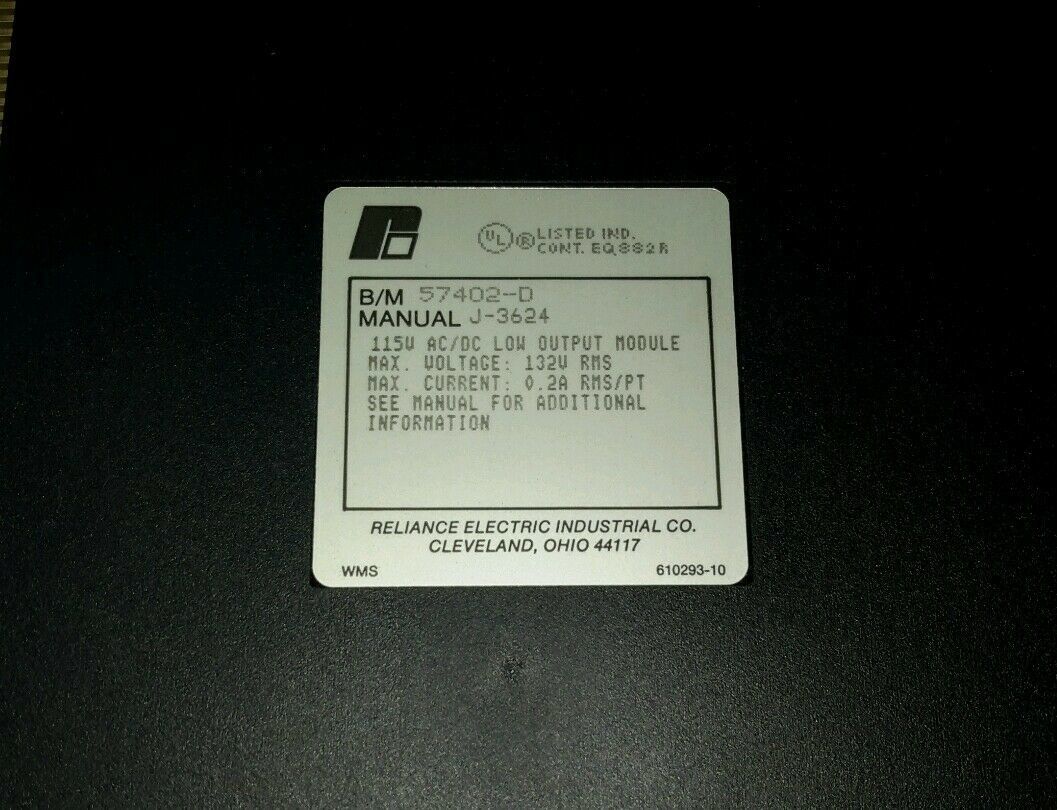 UL ® LISTED IND.
CONT. EQ 882R
B/M 57402-D
MANUAL J-3624
115V AC/DC LOW OUTPUT MODULE
MAX. VOLTAGE: 132V RMS
MAX. CURRENT: 0.2A RMS/PT
SEE MANUAL FOR ADDITIONAL
INFORMATION
RELIANCE ELECTRIC INDUSTRIAL CO.
CLEVELAND, OHIO 44117
WMS 610293-10